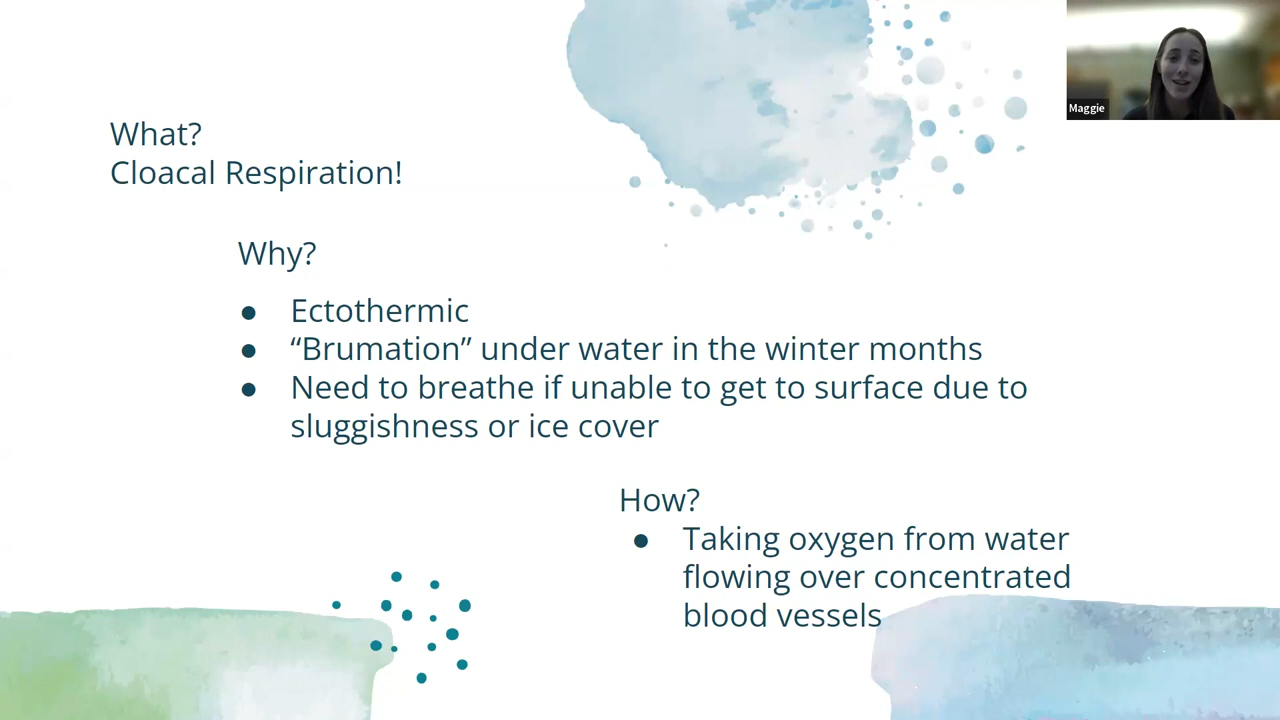 Maggie
What?
Cloacal Respiration!
Why?
● Ectothermic
● “Brumation” under water in the winter months
● Need to breathe if unable to get to surface due to
sluggishness or ice cover
How?
● Taking oxygen from water
flowing over concentrated
blood vessels